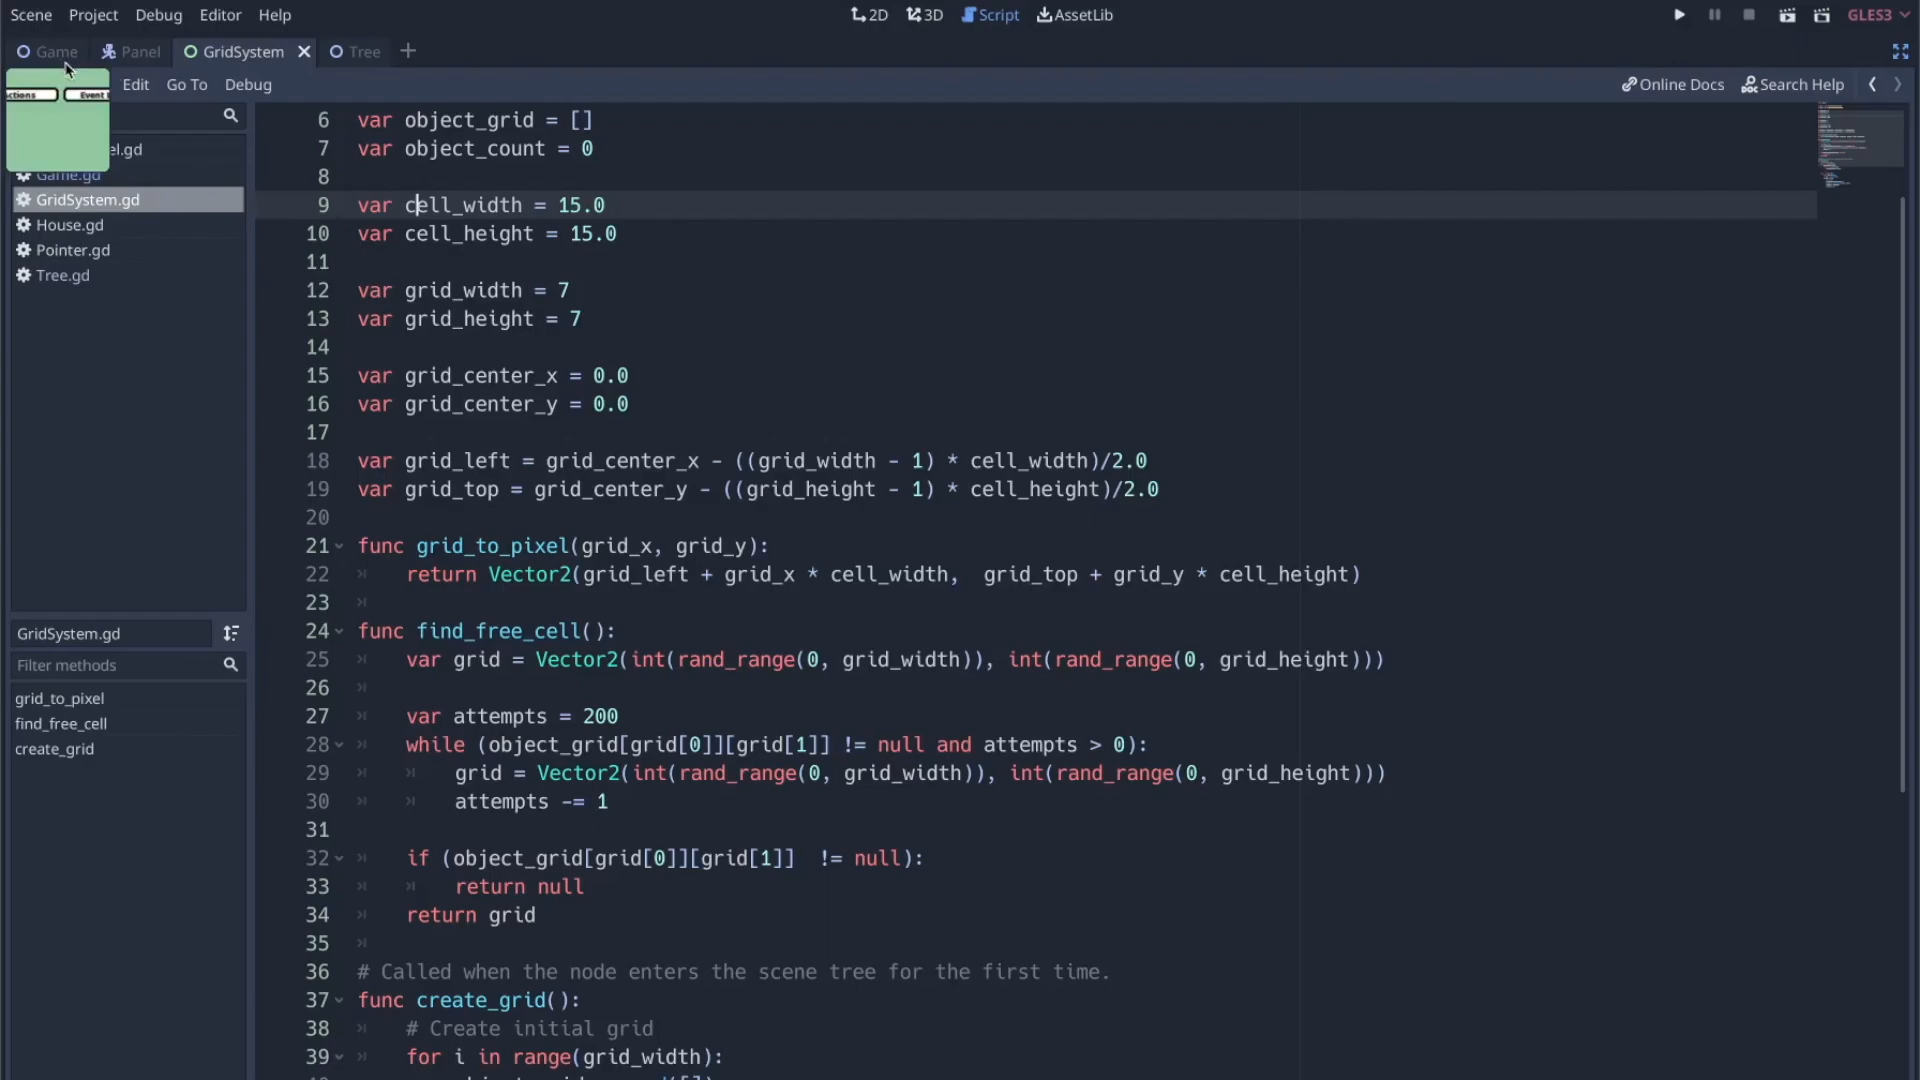 Scene Project Debug Editor Help 2D 3D Script AssetLib GLES3
Game Panel GridSystem Tree
Edit Go To Debug Online Docs Search Help
ctions Event
el.gd
Game.gd
GridSystem.gd
House.gd
Pointer.gd
Tree.gd
GridSystem.gd
Filter methods
grid_to_pixel
find_free_cell
create_grid
6 var object_grid = []
7 var object_count = 0
8
9 var cell_width = 15.0
10 var cell_height = 15.0
11
12 var grid_width = 7
13 var grid_height = 7
14
15 var grid_center_x = 0.0
16 var grid_center_y = 0.0
17
18 var grid_left = grid_center_x - ((grid_width - 1) * cell_width)/2.0
19 var grid_top = grid_center_y - ((grid_height - 1) * cell_height)/2.0
20
21 func grid_to_pixel(grid_x, grid_y):
22 return Vector2(grid_left + grid_x * cell_width,  grid_top + grid_y * cell_height)
23
24 func find_free_cell():
25 var grid = Vector2(int(rand_range(0, grid_width)), int(rand_range(0, grid_height)))
26
27 var attempts = 200
28 while (object_grid[grid[0]][grid[1]] != null and attempts > 0):
29 grid = Vector2(int(rand_range(0, grid_width)), int(rand_range(0, grid_height)))
30 attempts -= 1
31
32 if (object_grid[grid[0]][grid[1]]  != null):
33 return null
34 return grid
35
36 # Called when the node enters the scene tree for the first time.
37 func create_grid():
38 # Create initial grid
39 for i in range(grid_width):